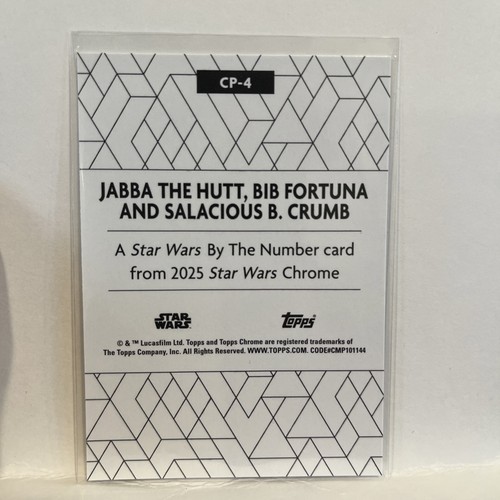 CP-4
JABBA THE HUTT, BIB FORTUNA
AND SALACIOUS B. CRUMB
A Star Wars By The Number card
from 2025 Star Wars Chrome
STAR WARS
Topps
© & ™ Lucasfilm Ltd. Topps and Topps Chrome are registered trademarks of
The Topps Company, Inc. All Rights Reserved. WWW.TOPPS.COM. CODE#CMP101144